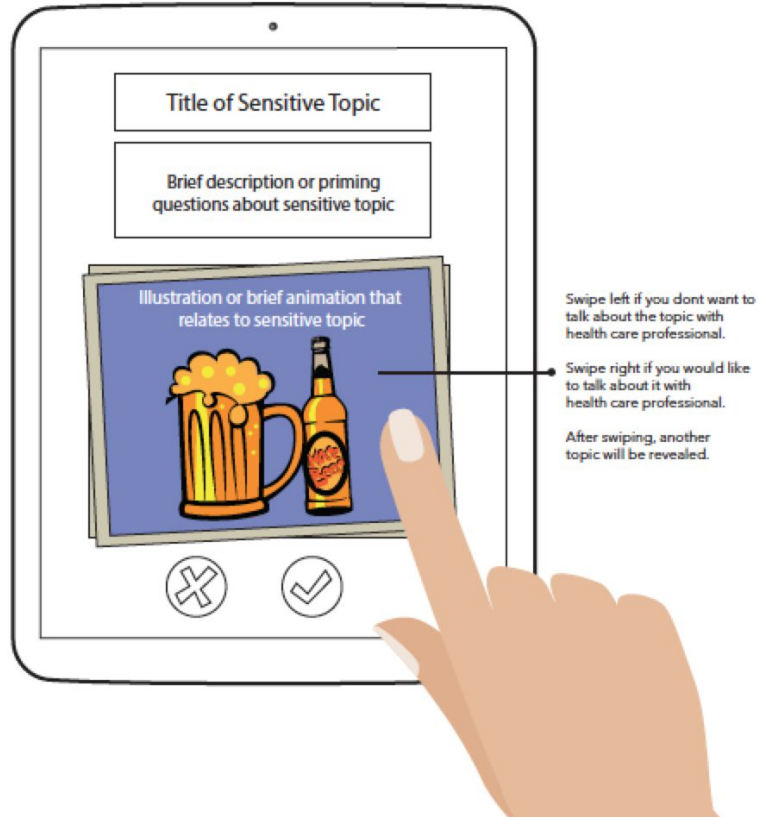 Title of Sensitive Topic
Brief description or priming
questions about sensitive topic
Illustration or brief animation that
relates to sensitive topic
Swipe left if you dont want to
talk about the topic with
health care professional.
Swipe right if you would like
to talk about it with
health care professional.
After swiping, another
topic will be revealed.